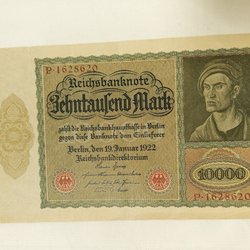 Reichsbanknote
P·1628620
Zehntausend Mark
zahlt die Reichsbankhauptkasse in Berlin
gegen diese Banknote dem Einlieferer
Berlin, den 19. Januar 1922
Reichsbankdirektorium
10000
P·1628620